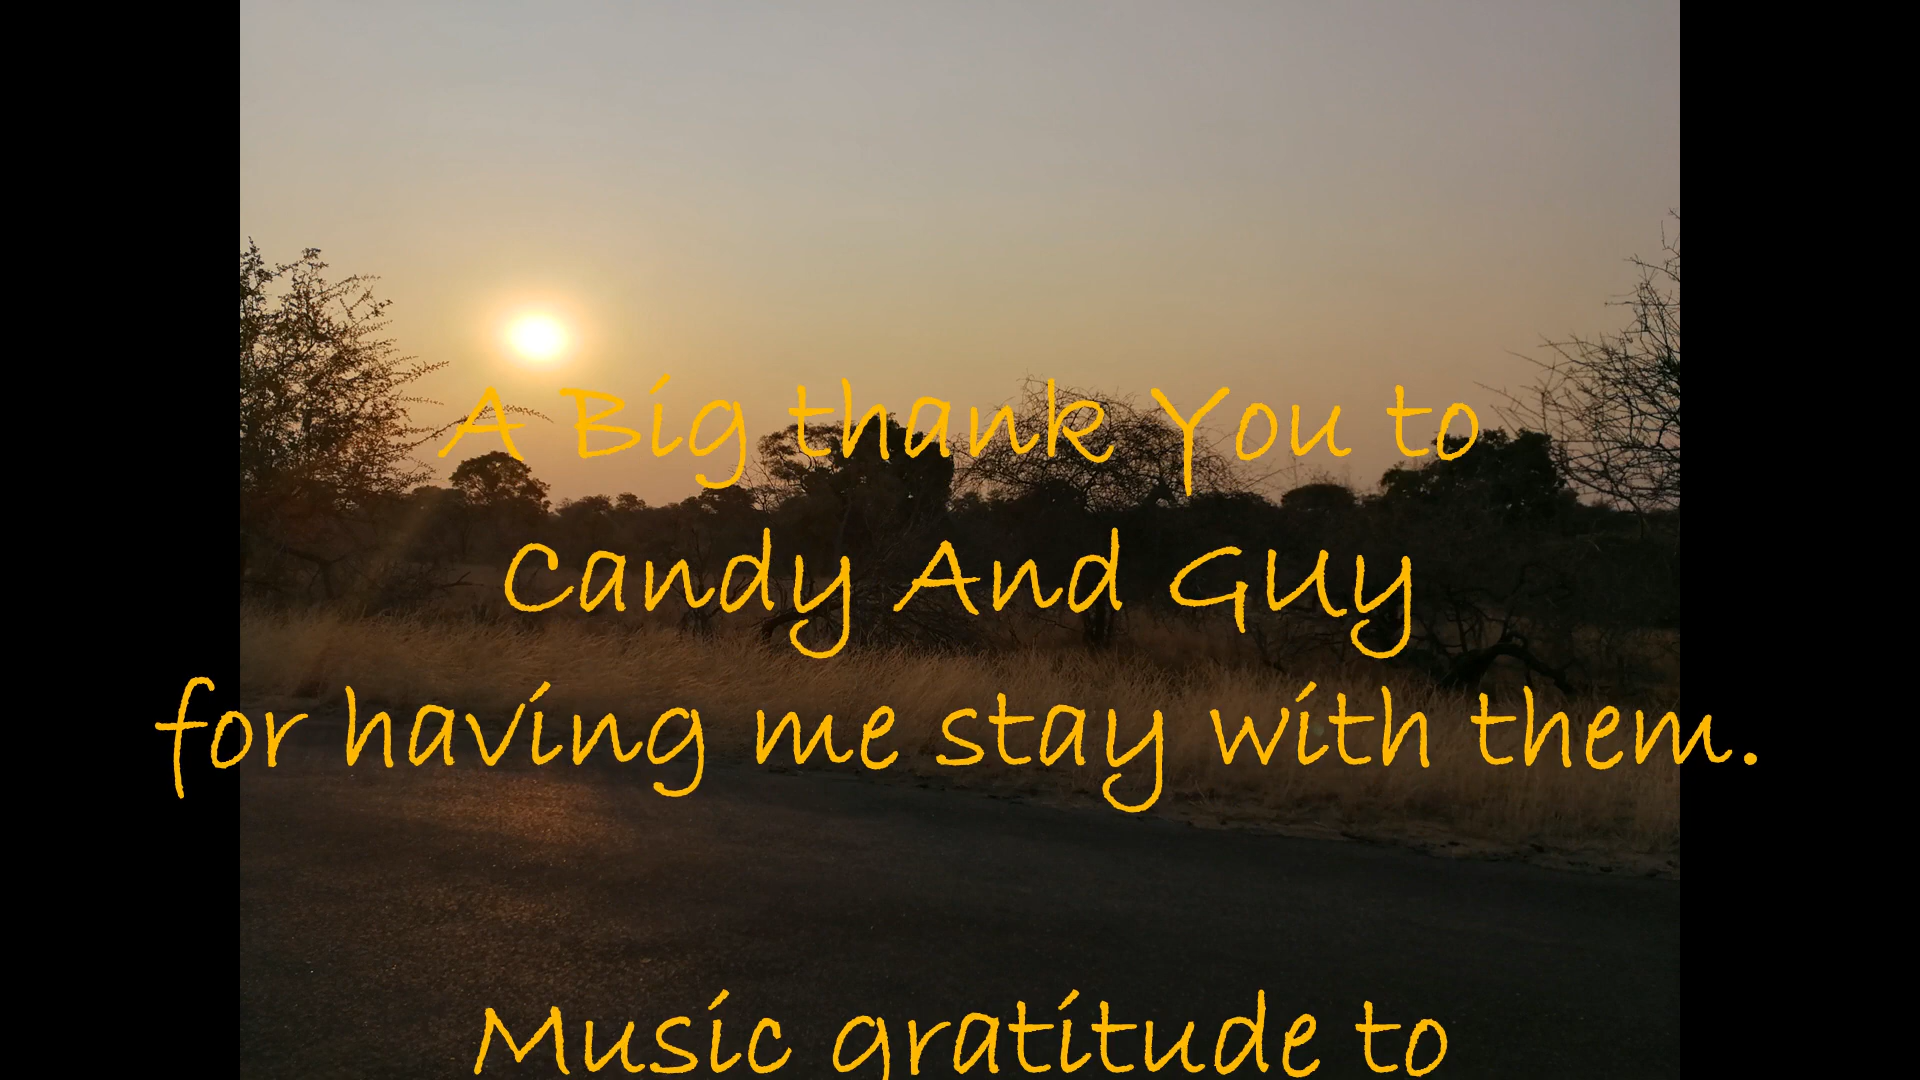 A Big thank You to
Candy And Guy
for having me stay with them.
Music gratitude to